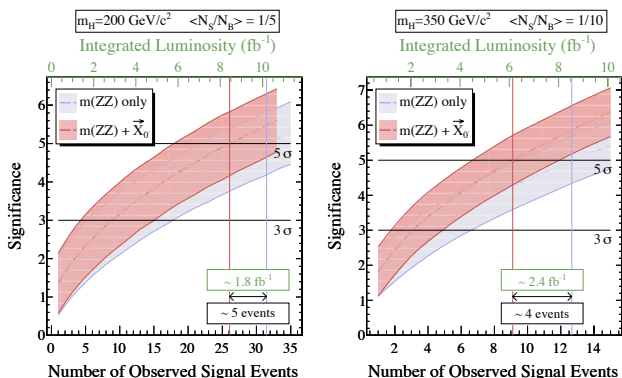 m_H=200 GeV/c² <N_S/N_B> = 1/5
Integrated Luminosity (fb⁻¹)
0 2 4 6 8 10
m(ZZ) only
m(ZZ) + X⃗₀
6
5
4
3
2
1
0
Significance
5 σ
3 σ
~ 1.8 fb⁻¹
~ 5 events
0 5 10 15 20 25 30 35
Number of Observed Signal Events
m_H=350 GeV/c² <N_S/N_B> = 1/10
Integrated Luminosity (fb⁻¹)
2 4 6 8 10
m(ZZ) only
m(ZZ) + X⃗₀
7
6
5
4
3
2
1
0
Significance
5 σ
3 σ
~ 2.4 fb⁻¹
~ 4 events
2 4 6 8 10 12 14
Number of Observed Signal Events